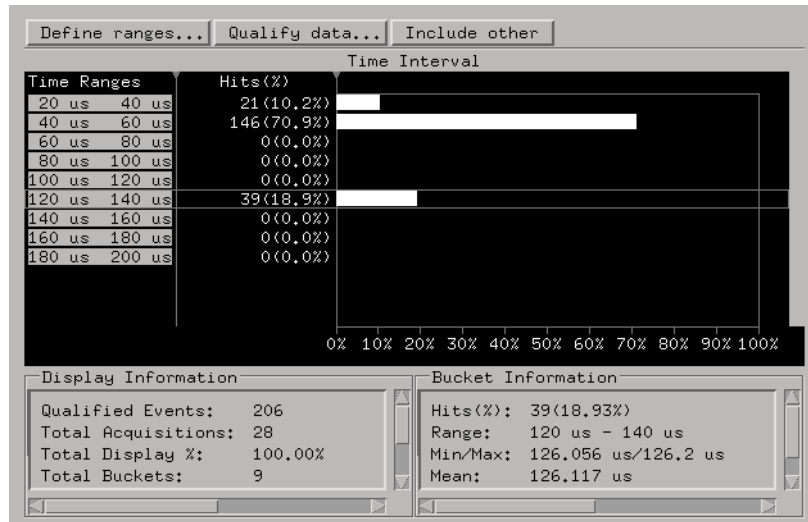 Define ranges... Qualify data... Include other
Time Interval
Time Ranges Hits(%)
20 us 40 us 21(10.2%)
40 us 60 us 146(70.9%)
60 us 80 us 0(0.0%)
80 us 100 us 0(0.0%)
100 us 120 us 0(0.0%)
120 us 140 us 39(18.9%)
140 us 160 us 0(0.0%)
160 us 180 us 0(0.0%)
180 us 200 us 0(0.0%)
0% 10% 20% 30% 40% 50% 60% 70% 80% 90% 100%
Display Information
Qualified Events: 206
Total Acquisitions: 28
Total Display %: 100.00%
Total Buckets: 9
Bucket Information
Hits(%): 39(18.93%)
Range: 120 us - 140 us
Min/Max: 126.056 us/126.2 us
Mean: 126.117 us